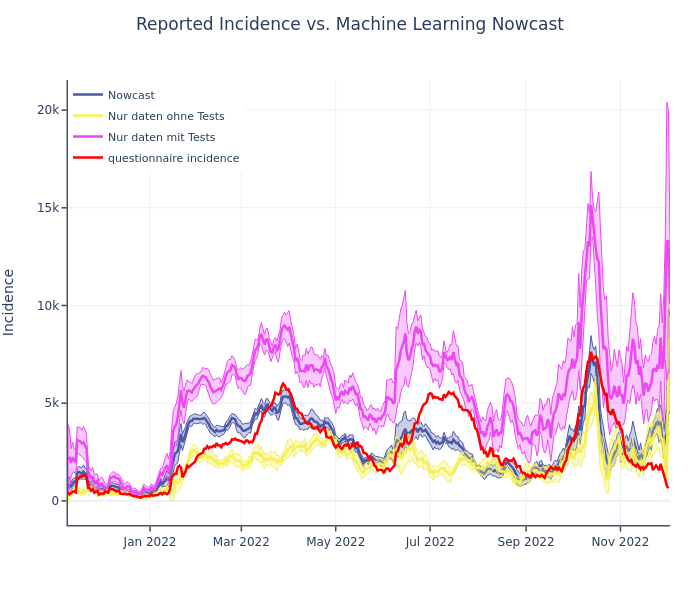 Reported Incidence vs. Machine Learning Nowcast
Nowcast
Nur daten ohne Tests
Nur daten mit Tests
questionnaire incidence
Incidence
20k
15k
10k
5k
0
Jan 2022
Mar 2022
May 2022
Jul 2022
Sep 2022
Nov 2022